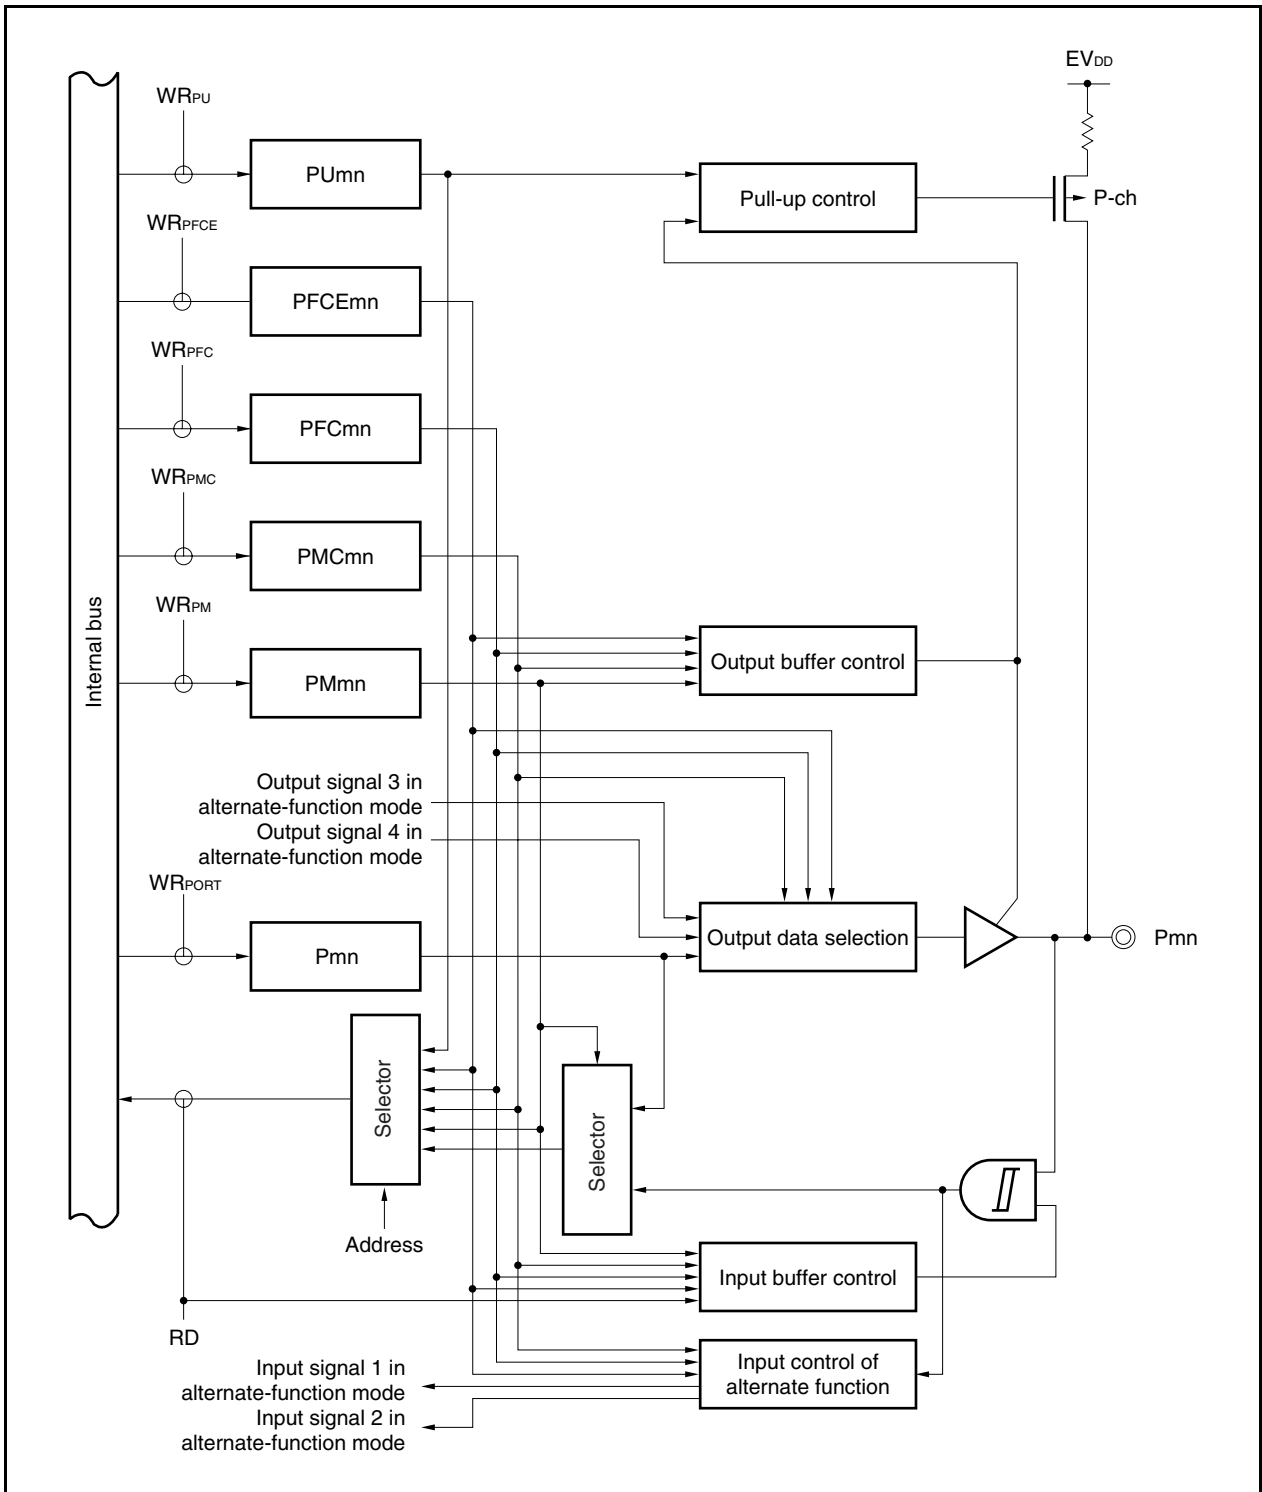 EVDD
WRPU
PUmn
Pull-up control
P-ch
WRPFCE
PFCEmn
WRPFC
PFCmn
WRPMC
PMCmn
WRPM
Internal bus
PMmn
Output buffer control
Output signal 3 in
alternate-function mode
Output signal 4 in
alternate-function mode
WRPORT
Pmn
Output data selection
Pmn
Selector
Selector
Address
Input buffer control
RD
Input signal 1 in
alternate-function mode
Input signal 2 in
alternate-function mode
Input control of
alternate function